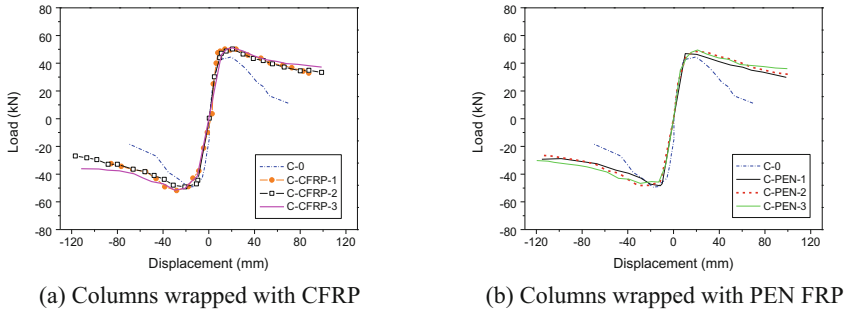 80
60
40
20
0
-20
-40
-60
-80
Load (kN)
-120 -80 -40 0 40 80 120
Displacement (mm)
C-0
C-CFRP-1
C-CFRP-2
C-CFRP-3
(a) Columns wrapped with CFRP
80
60
40
20
0
-20
-40
-60
-80
Load (kN)
-120 -80 -40 0 40 80 120
Displacement (mm)
C-0
C-PEN-1
C-PEN-2
C-PEN-3
(b) Columns wrapped with PEN FRP